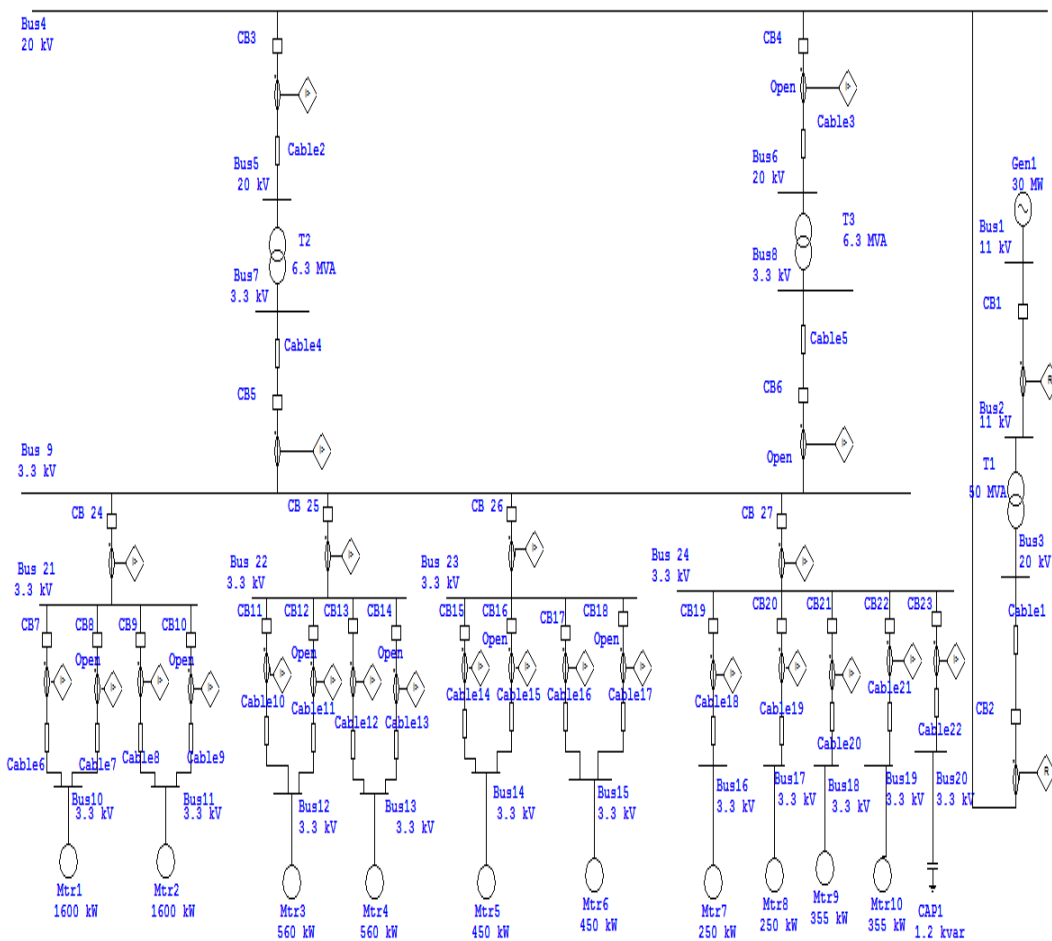 Bus4
20 kV
CB3
CB4
Open
Cable3
Cable2
Bus5
20 kV
Bus6
20 kV
Gen1
30 MW
T2
6.3 MVA
T3
6.3 MVA
Bus1
11 kV
Bus7
3.3 kV
Bus8
3.3 kV
CB1
Cable4
Cable5
R
CB5
CB6
Bus2
11 kV
Bus 9
3.3 kV
Open
T1
50 MVA
Bus3
20 kV
CB 24
CB 25
CB 26
CB 27
Bus 21
3.3 kV
Bus 22
3.3 kV
Bus 23
3.3 kV
Bus 24
3.3 kV
Cable1
CB7
CB8
CB9
CB10
CB11
CB12
CB13
CB14
CB15
CB16
CB17
CB18
CB19
CB20
CB21
CB22
CB23
Open
Open
Open
Open
Open
Open
Cable10
Cable11
Cable12
Cable13
Cable14
Cable15
Cable16
Cable17
Cable18
Cable19
Cable20
Cable21
Cable22
CB2
Cable6
Cable7
Cable8
Cable9
R
Bus10
3.3 kV
Bus11
3.3 kV
Bus12
3.3 kV
Bus13
3.3 kV
Bus14
3.3 kV
Bus15
3.3 kV
Bus16
3.3 kV
Bus17
3.3 kV
Bus18
3.3 kV
Bus19
3.3 kV
Bus20
3.3 kV
Mtr1
1600 kW
Mtr2
1600 kW
Mtr3
560 kW
Mtr4
560 kW
Mtr5
450 kW
Mtr6
450 kW
Mtr7
250 kW
Mtr8
250 kW
Mtr9
355 kW
Mtr10
355 kW
CAP1
1.2 kvar